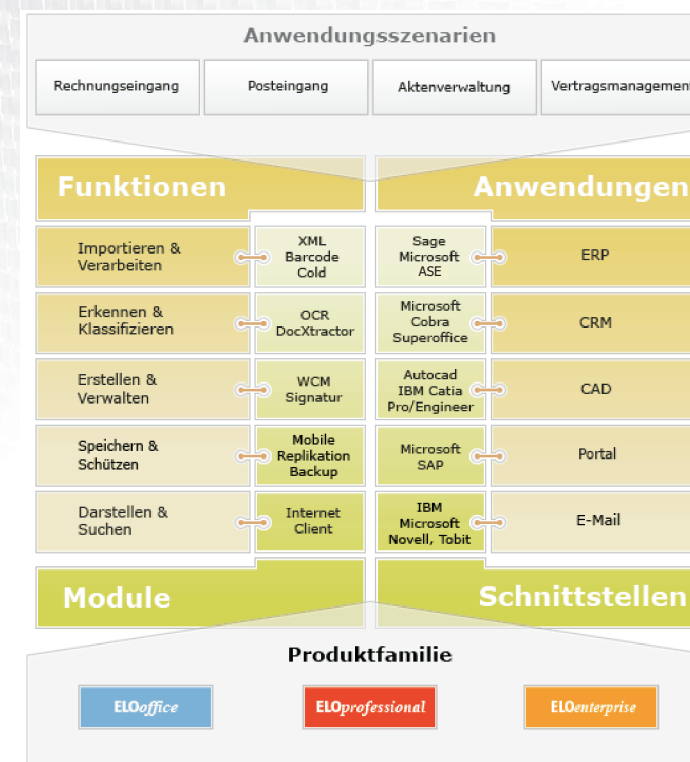 Anwendungsszenarien
Rechnungseingang
Posteingang
Aktenverwaltung
Vertragsmanagement
Funktionen
Anwendungen
Importieren &
Verarbeiten
XML
Barcode
Cold
Sage
Microsoft
ASE
ERP
Erkennen &
Klassifizieren
OCR
DocXtractor
Microsoft
Cobra
Superoffice
CRM
Erstellen &
Verwalten
WCM
Signatur
Autocad
IBM Catia
Pro/Engineer
CAD
Speichern &
Schützen
Mobile
Replikation
Backup
Microsoft
SAP
Portal
Darstellen &
Suchen
Internet
Client
IBM
Microsoft
Novell, Tobit
E-Mail
Module
Schnittstellen
Produktfamilie
ELOoffice
ELOprofessional
ELOenterprise